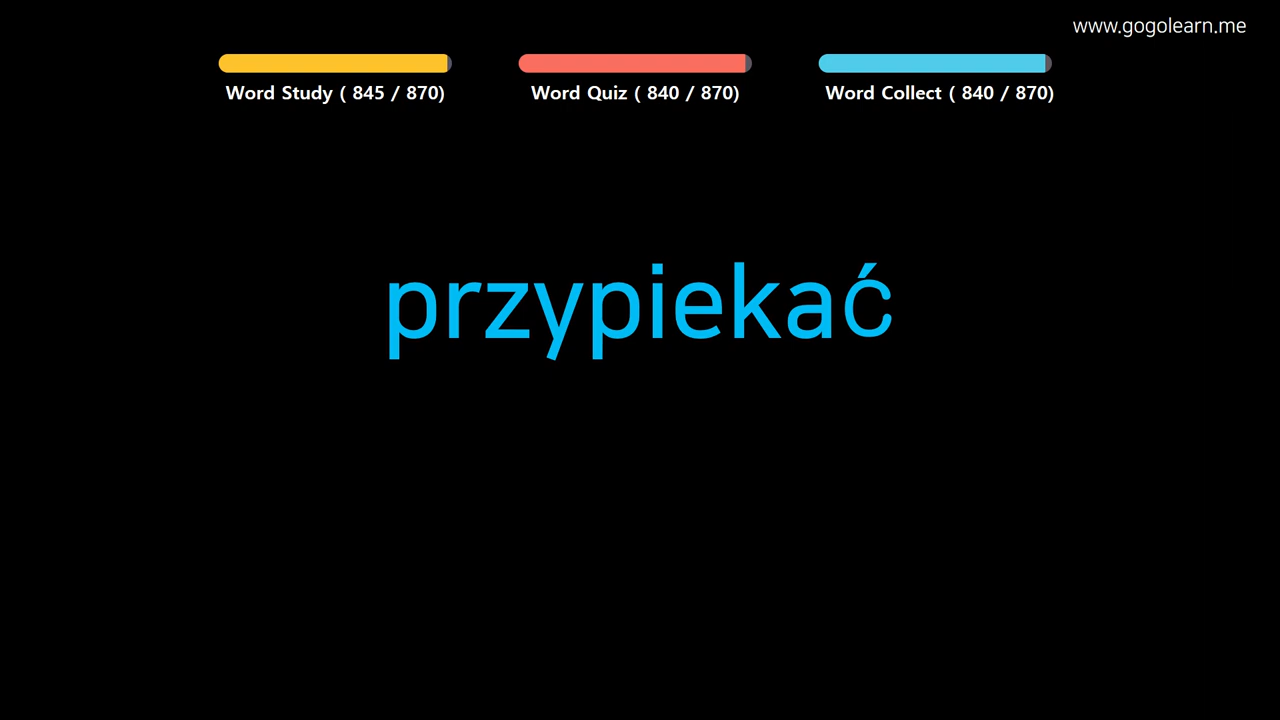 www.gogolearn.me
Word Study ( 845 / 870)
Word Quiz ( 840 / 870)
Word Collect ( 840 / 870)
przypiekać